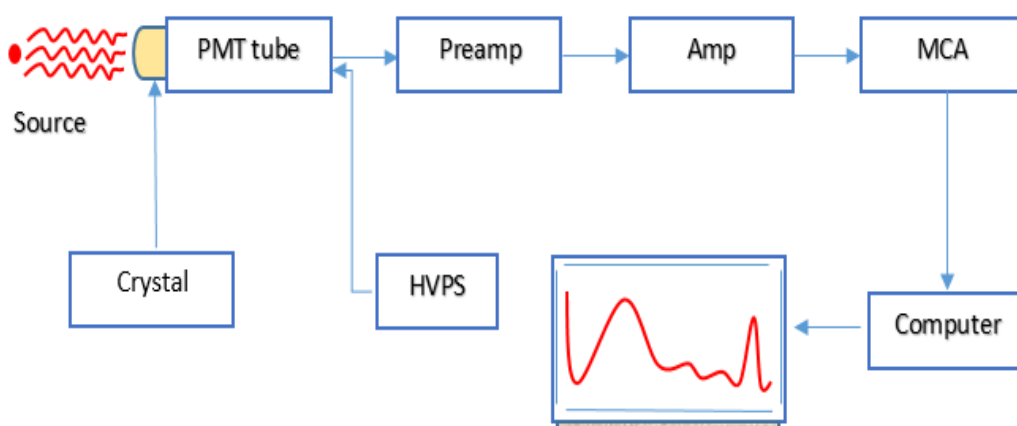 PMT tube
Preamp
Amp
MCA
Source
Crystal
HVPS
Computer